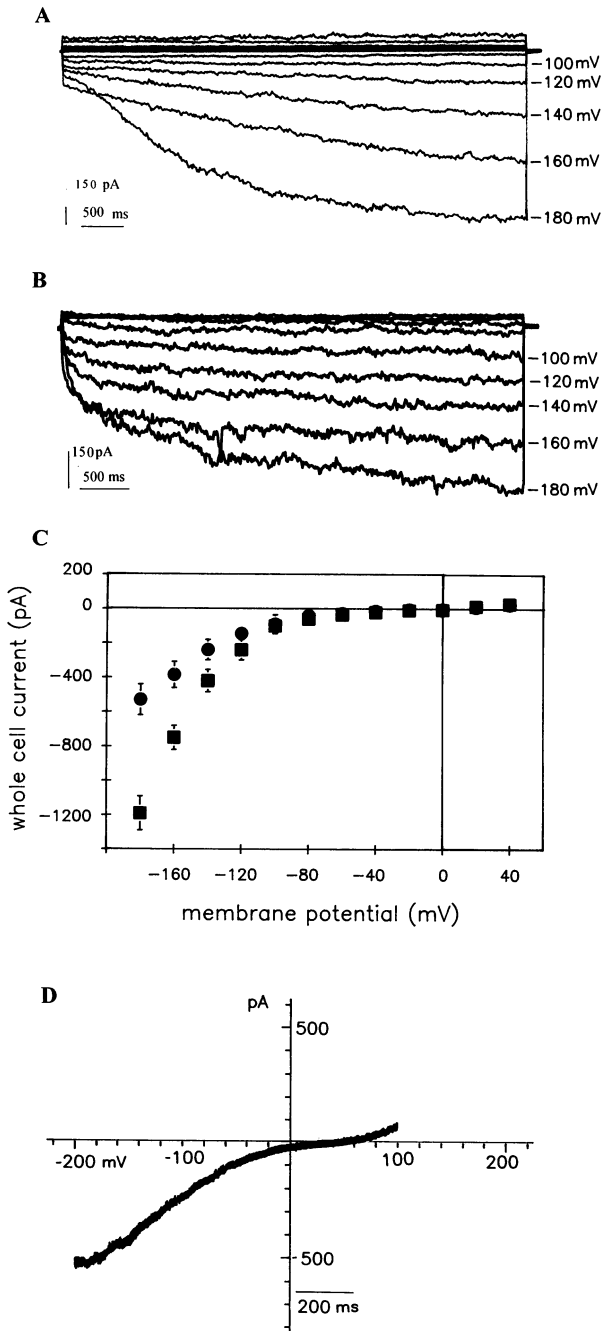 A
-100 mV
-120 mV
-140 mV
-160 mV
-180 mV
150 pA
500 ms
B
-100 mV
-120 mV
-140 mV
-160 mV
-180 mV
150pA
500 ms
C
200
0
-400
-800
-1200
whole cell current (pA)
-160 -120 -80 -40 0 40
membrane potential (mV)
D
pA
500
-200 mV -100 100 200
-500
200 ms